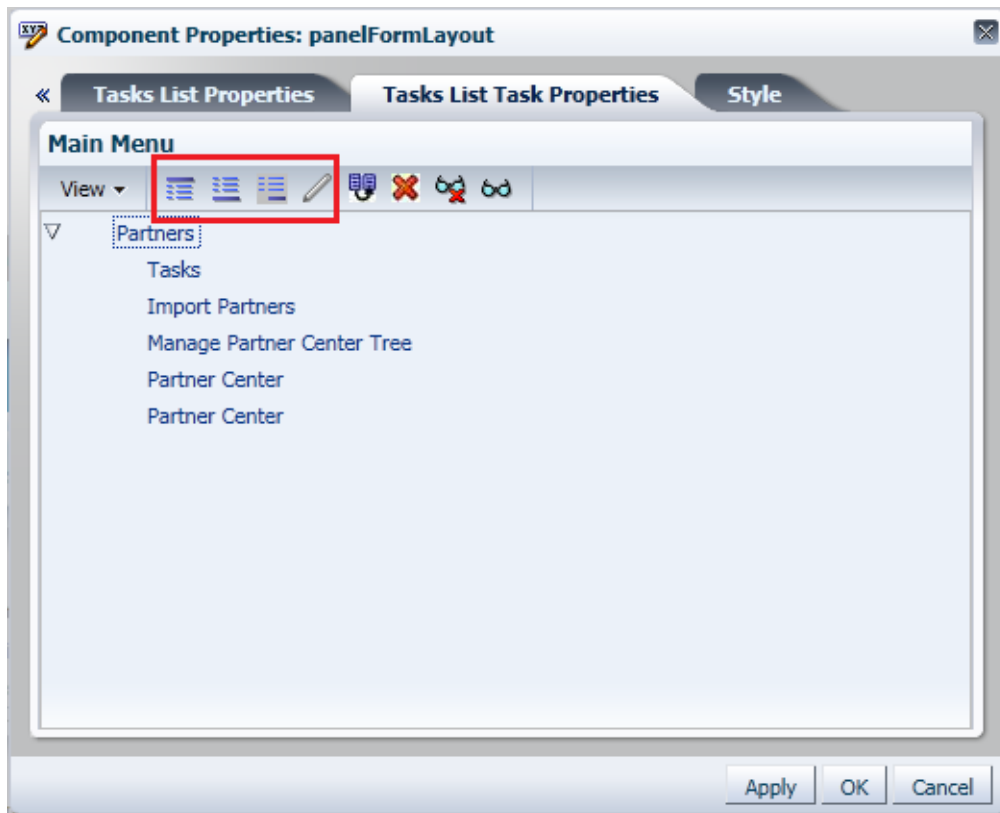 Component Properties: panelFormLayout
« Tasks List Properties Tasks List Task Properties Style
Main Menu
View
Partners
Tasks
Import Partners
Manage Partner Center Tree
Partner Center
Partner Center
Apply OK Cancel